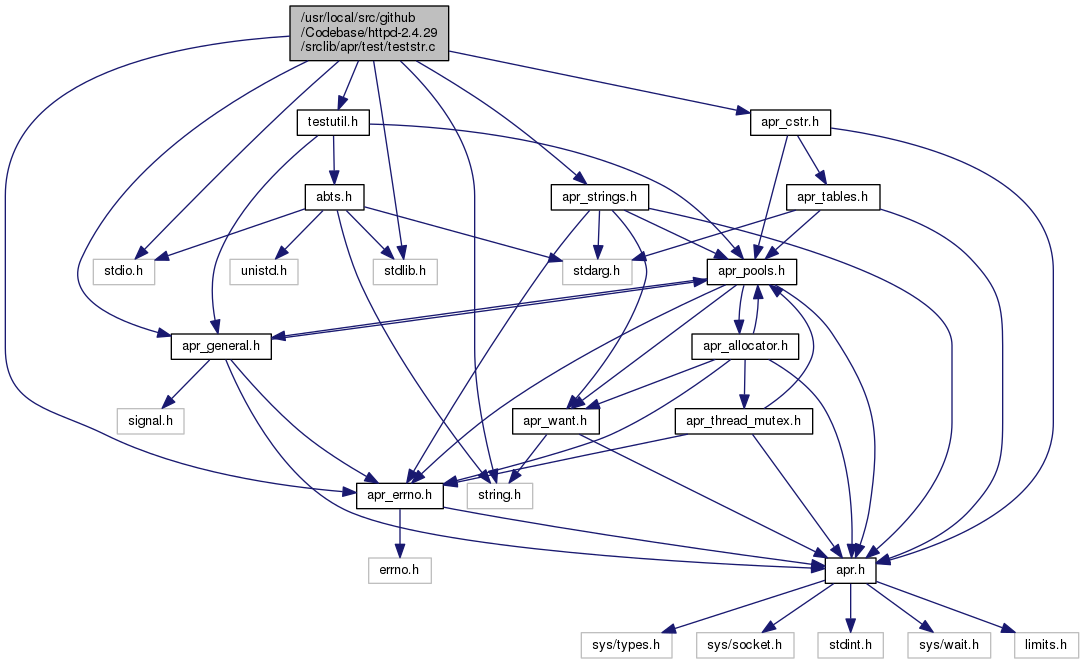 /usr/local/src/github
/Codebase/httpd-2.4.29
/srclib/apr/test/teststr.c
testutil.h
apr_cstr.h
abts.h
apr_strings.h
apr_tables.h
stdio.h
unistd.h
stdlib.h
stdarg.h
apr_pools.h
apr_general.h
apr_allocator.h
signal.h
apr_want.h
apr_thread_mutex.h
apr_errno.h
string.h
errno.h
apr.h
sys/types.h
sys/socket.h
stdint.h
sys/wait.h
limits.h